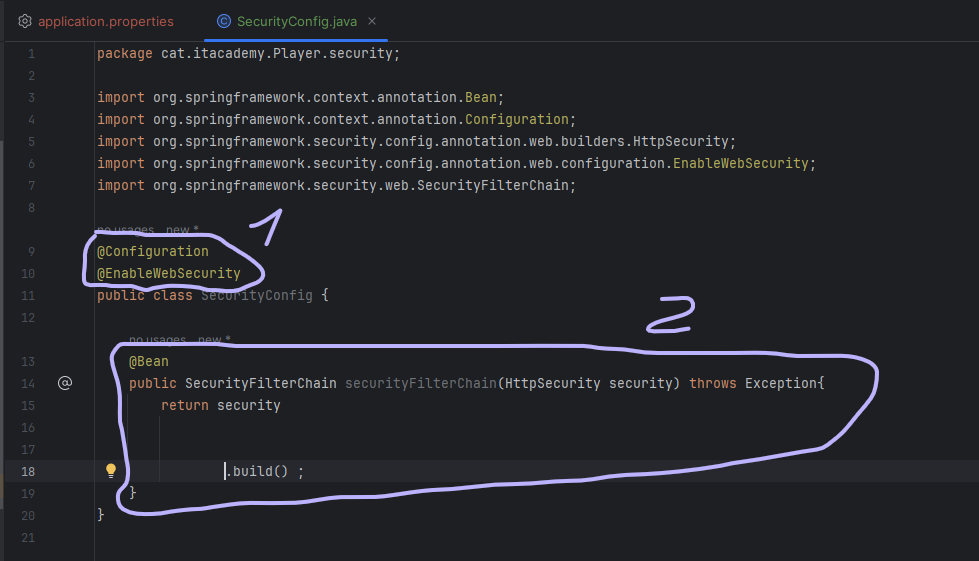 application.properties
SecurityConfig.java
1 package cat.itacademy.Player.security;
2
3 import org.springframework.context.annotation.Bean;
4 import org.springframework.context.annotation.Configuration;
5 import org.springframework.security.config.annotation.web.builders.HttpSecurity;
6 import org.springframework.security.config.annotation.web.configuration.EnableWebSecurity;
7 import org.springframework.security.web.SecurityFilterChain;
8
no usages new *
1
9 @Configuration
10 @EnableWebSecurity
11 public class SecurityConfig {
12
2
no usages new *
13 @Bean
14 public SecurityFilterChain securityFilterChain(HttpSecurity security) throws Exception{
15 return security
16
17
18 .build() ;
19 }
20 }
21